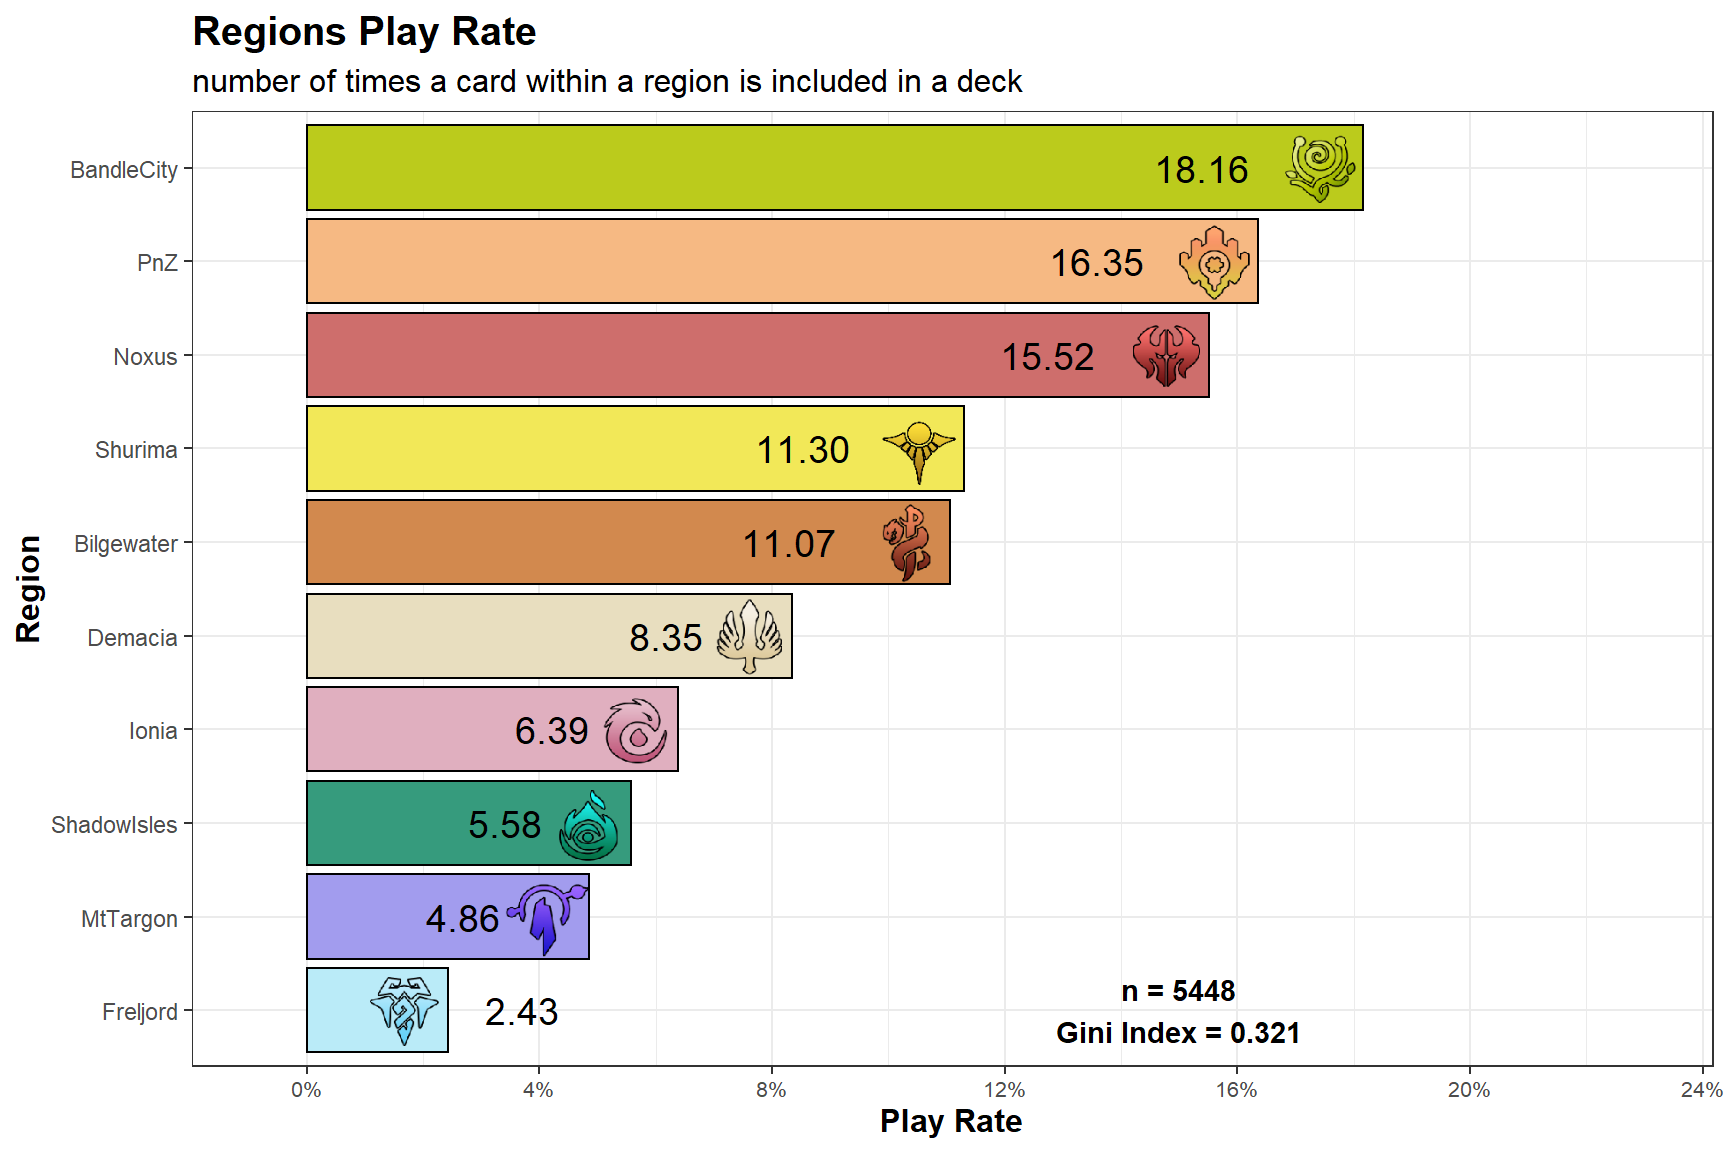 Regions Play Rate
number of times a card within a region is included in a deck
BandleCity
18.16
PnZ
16.35
Noxus
15.52
Shurima
11.30
Bilgewater
11.07
Demacia
8.35
Ionia
6.39
ShadowIsles
5.58
MtTargon
4.86
Freljord
2.43
n = 5448
Gini Index = 0.321
Region
0%
4%
8%
12%
16%
20%
24%
Play Rate